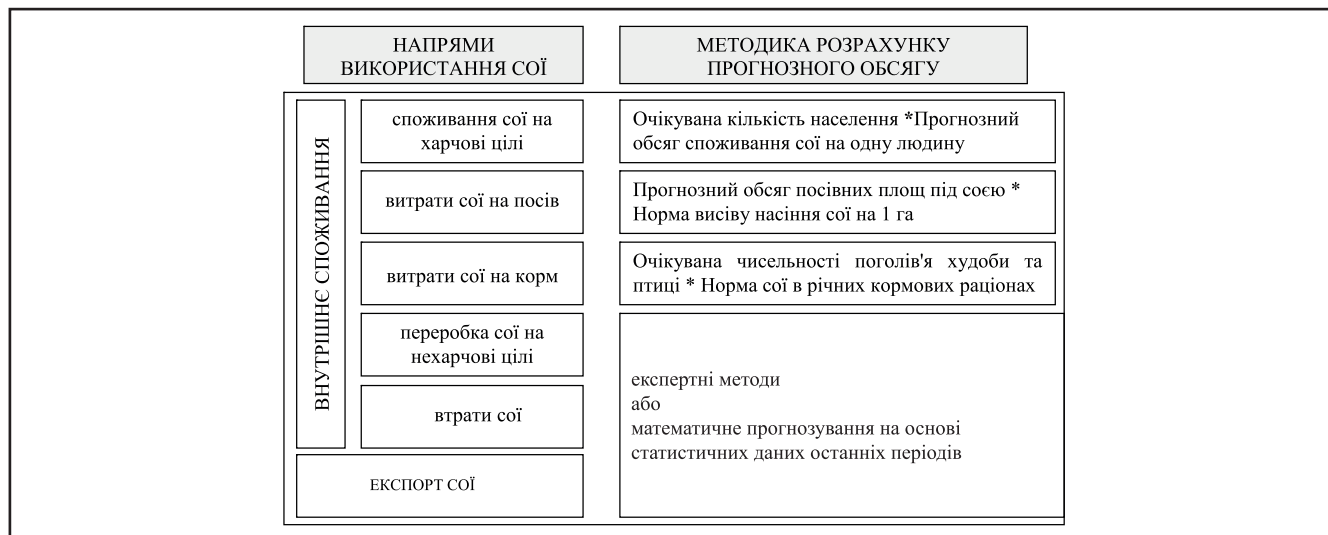 НАПРЯМИ
ВИКОРИСТАННЯ СОЇ
МЕТОДИКА РОЗРАХУНКУ
ПРОГНОЗНОГО ОБСЯГУ
ВНУТРІШНЄ СПОЖИВАННЯ
споживання сої на
харчові цілі
Очікувана кількість населення *Прогнозний
обсяг споживання сої на одну людину
витрати сої на посів
Прогнозний обсяг посівних площ під соєю *
Норма висіву насіння сої на 1 га
витрати сої на корм
Очікувана чисельності поголів'я худоби та
птиці * Норма сої в річних кормових раціонах
переробка сої на
нехарчові цілі
втрати сої
експертні методи
або
математичне прогнозування на основі
статистичних даних останніх періодів
ЕКСПОРТ СОЇ